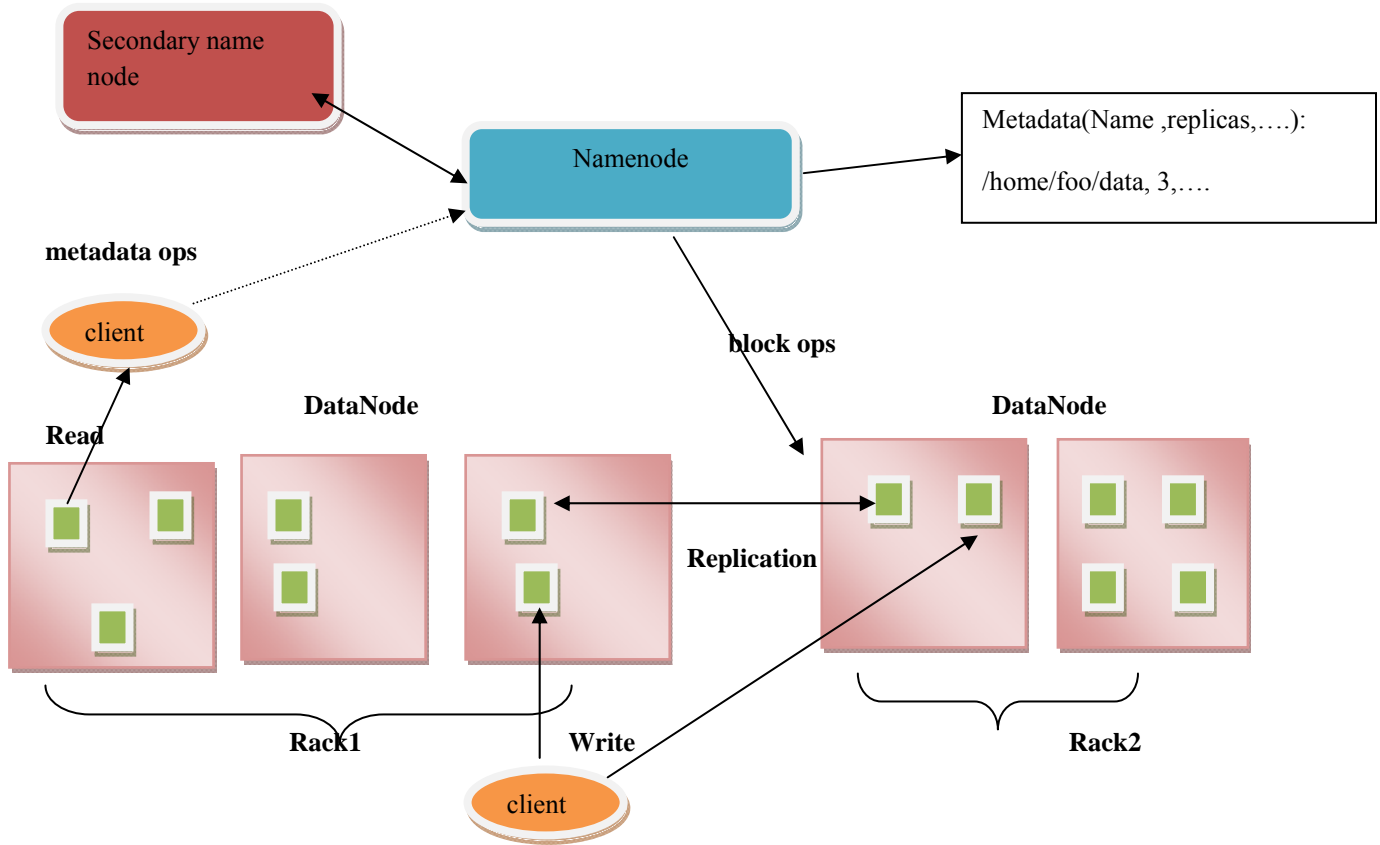 Secondary name
node
Namenode
Metadata(Name ,replicas,….):
/home/foo/data, 3,….
metadata ops
client
block ops
DataNode
DataNode
Read
Replication
Rack1
Write
Rack2
client